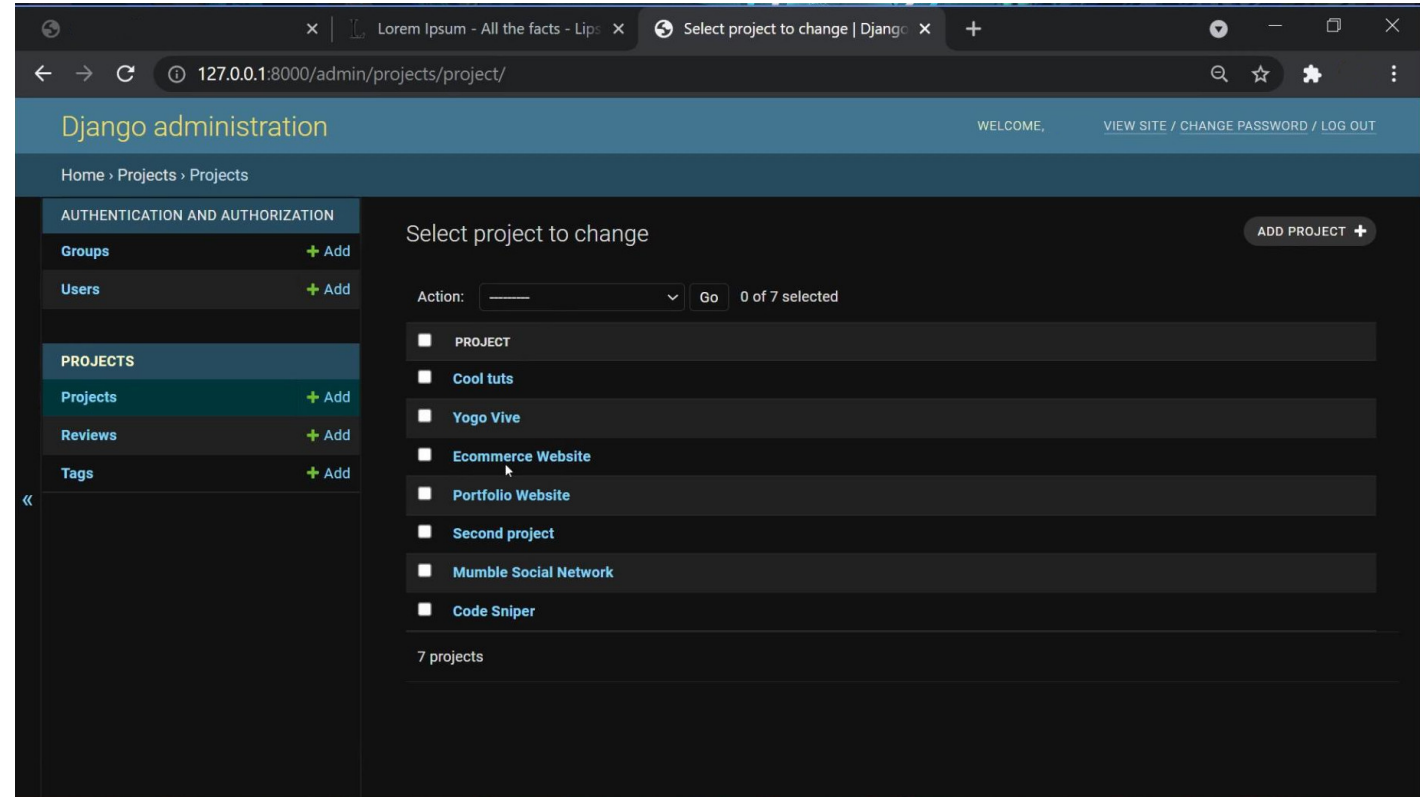 Lorem Ipsum - All the facts - Lips
Select project to change | Django
127.0.0.1:8000/admin/projects/project/
Django administration
WELCOME, VIEW SITE / CHANGE PASSWORD / LOG OUT
Home › Projects › Projects
AUTHENTICATION AND AUTHORIZATION
Groups + Add
Users + Add
PROJECTS
Projects + Add
Reviews + Add
Tags + Add
«
Select project to change
ADD PROJECT +
Action: --------- Go 0 of 7 selected
PROJECT
Cool tuts
Yogo Vive
Ecommerce Website
Portfolio Website
Second project
Mumble Social Network
Code Sniper
7 projects